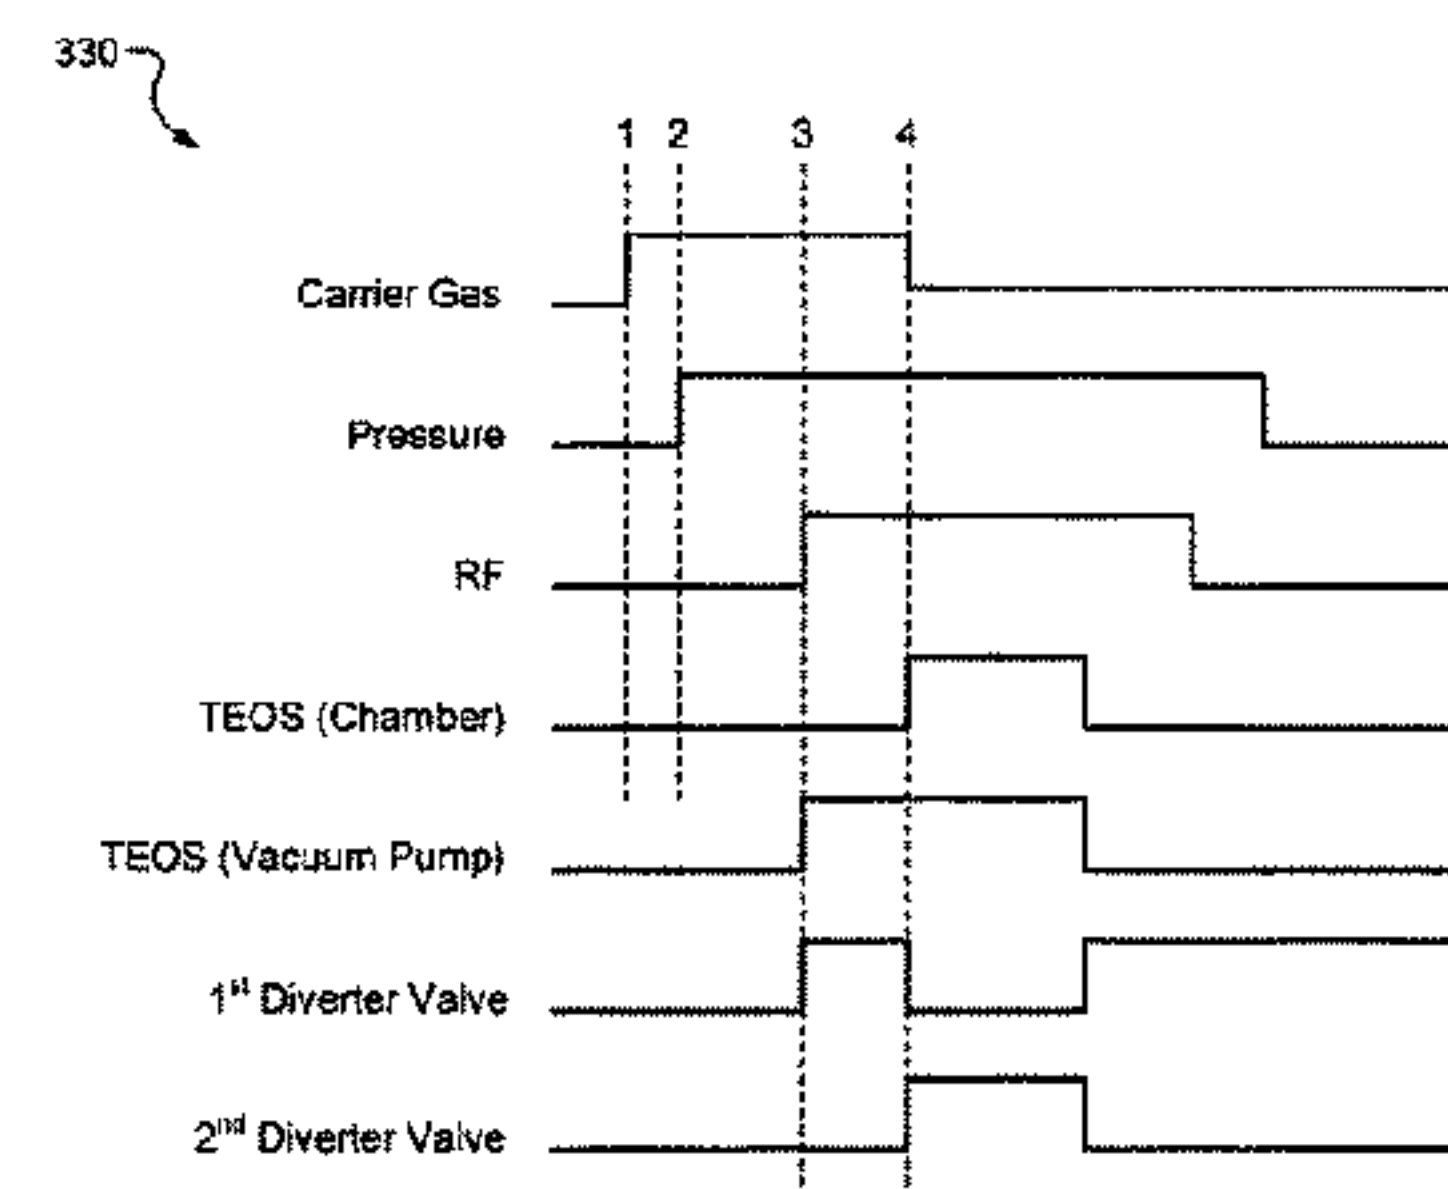 330
1 2 3 4
Carrier Gas
Pressure
RF
TEOS (Chamber)
TEOS (Vacuum Pump)
1st Diverter Valve
2nd Diverter Valve